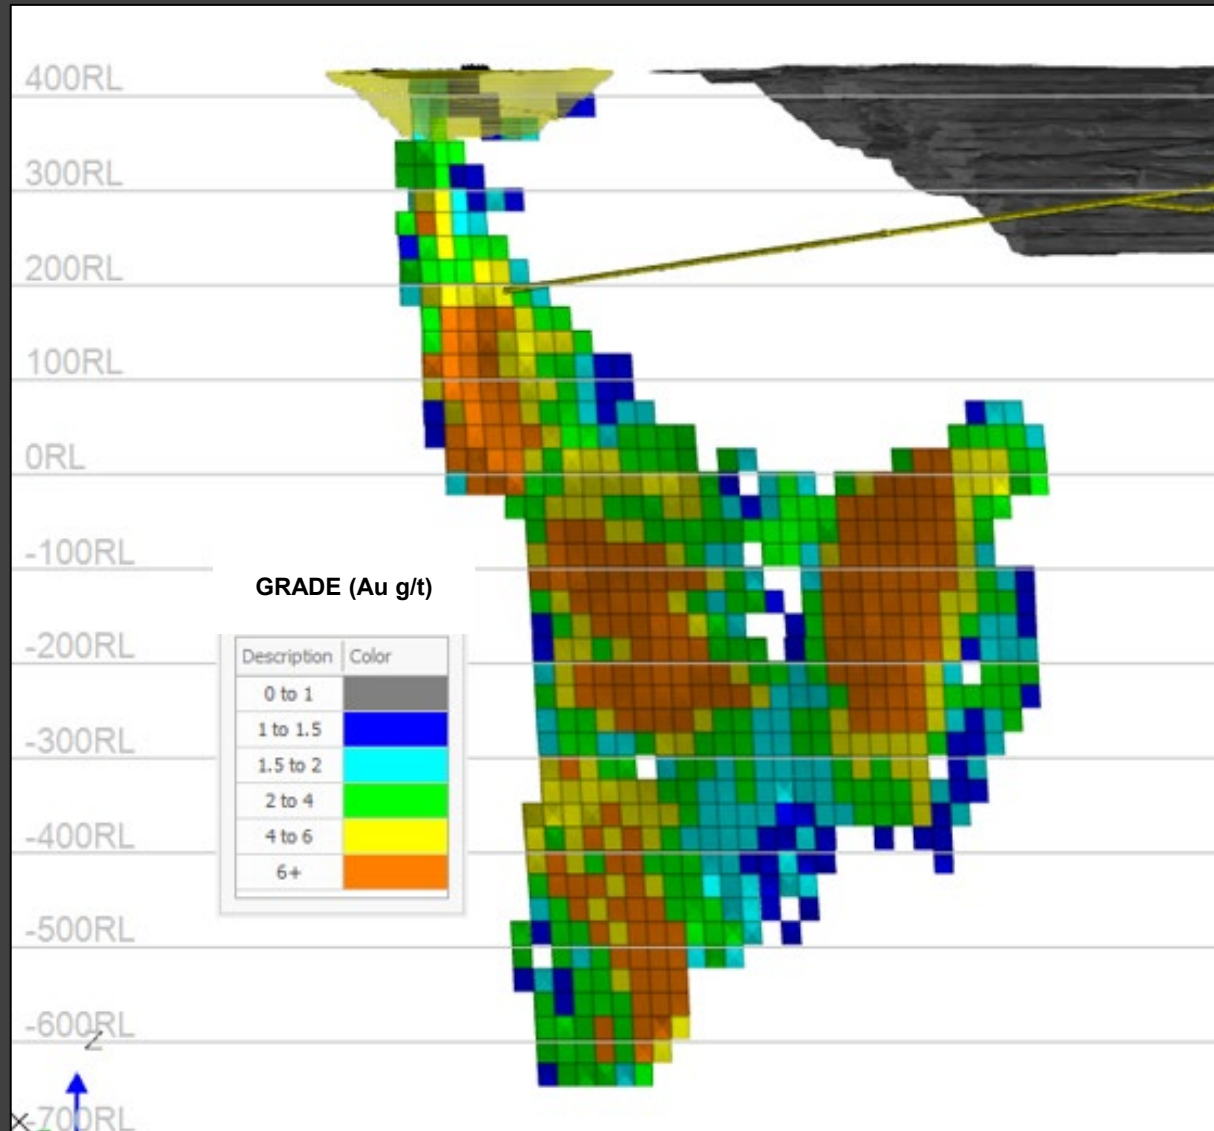 400RL
300RL
200RL
100RL
0RL
-100RL
GRADE (Au g/t)
-200RL
Description Color
0 to 1
1 to 1.5
-300RL
1.5 to 2
2 to 4
4 to 6
-400RL
6+
-500RL
-600RL
Z
X
-700RL